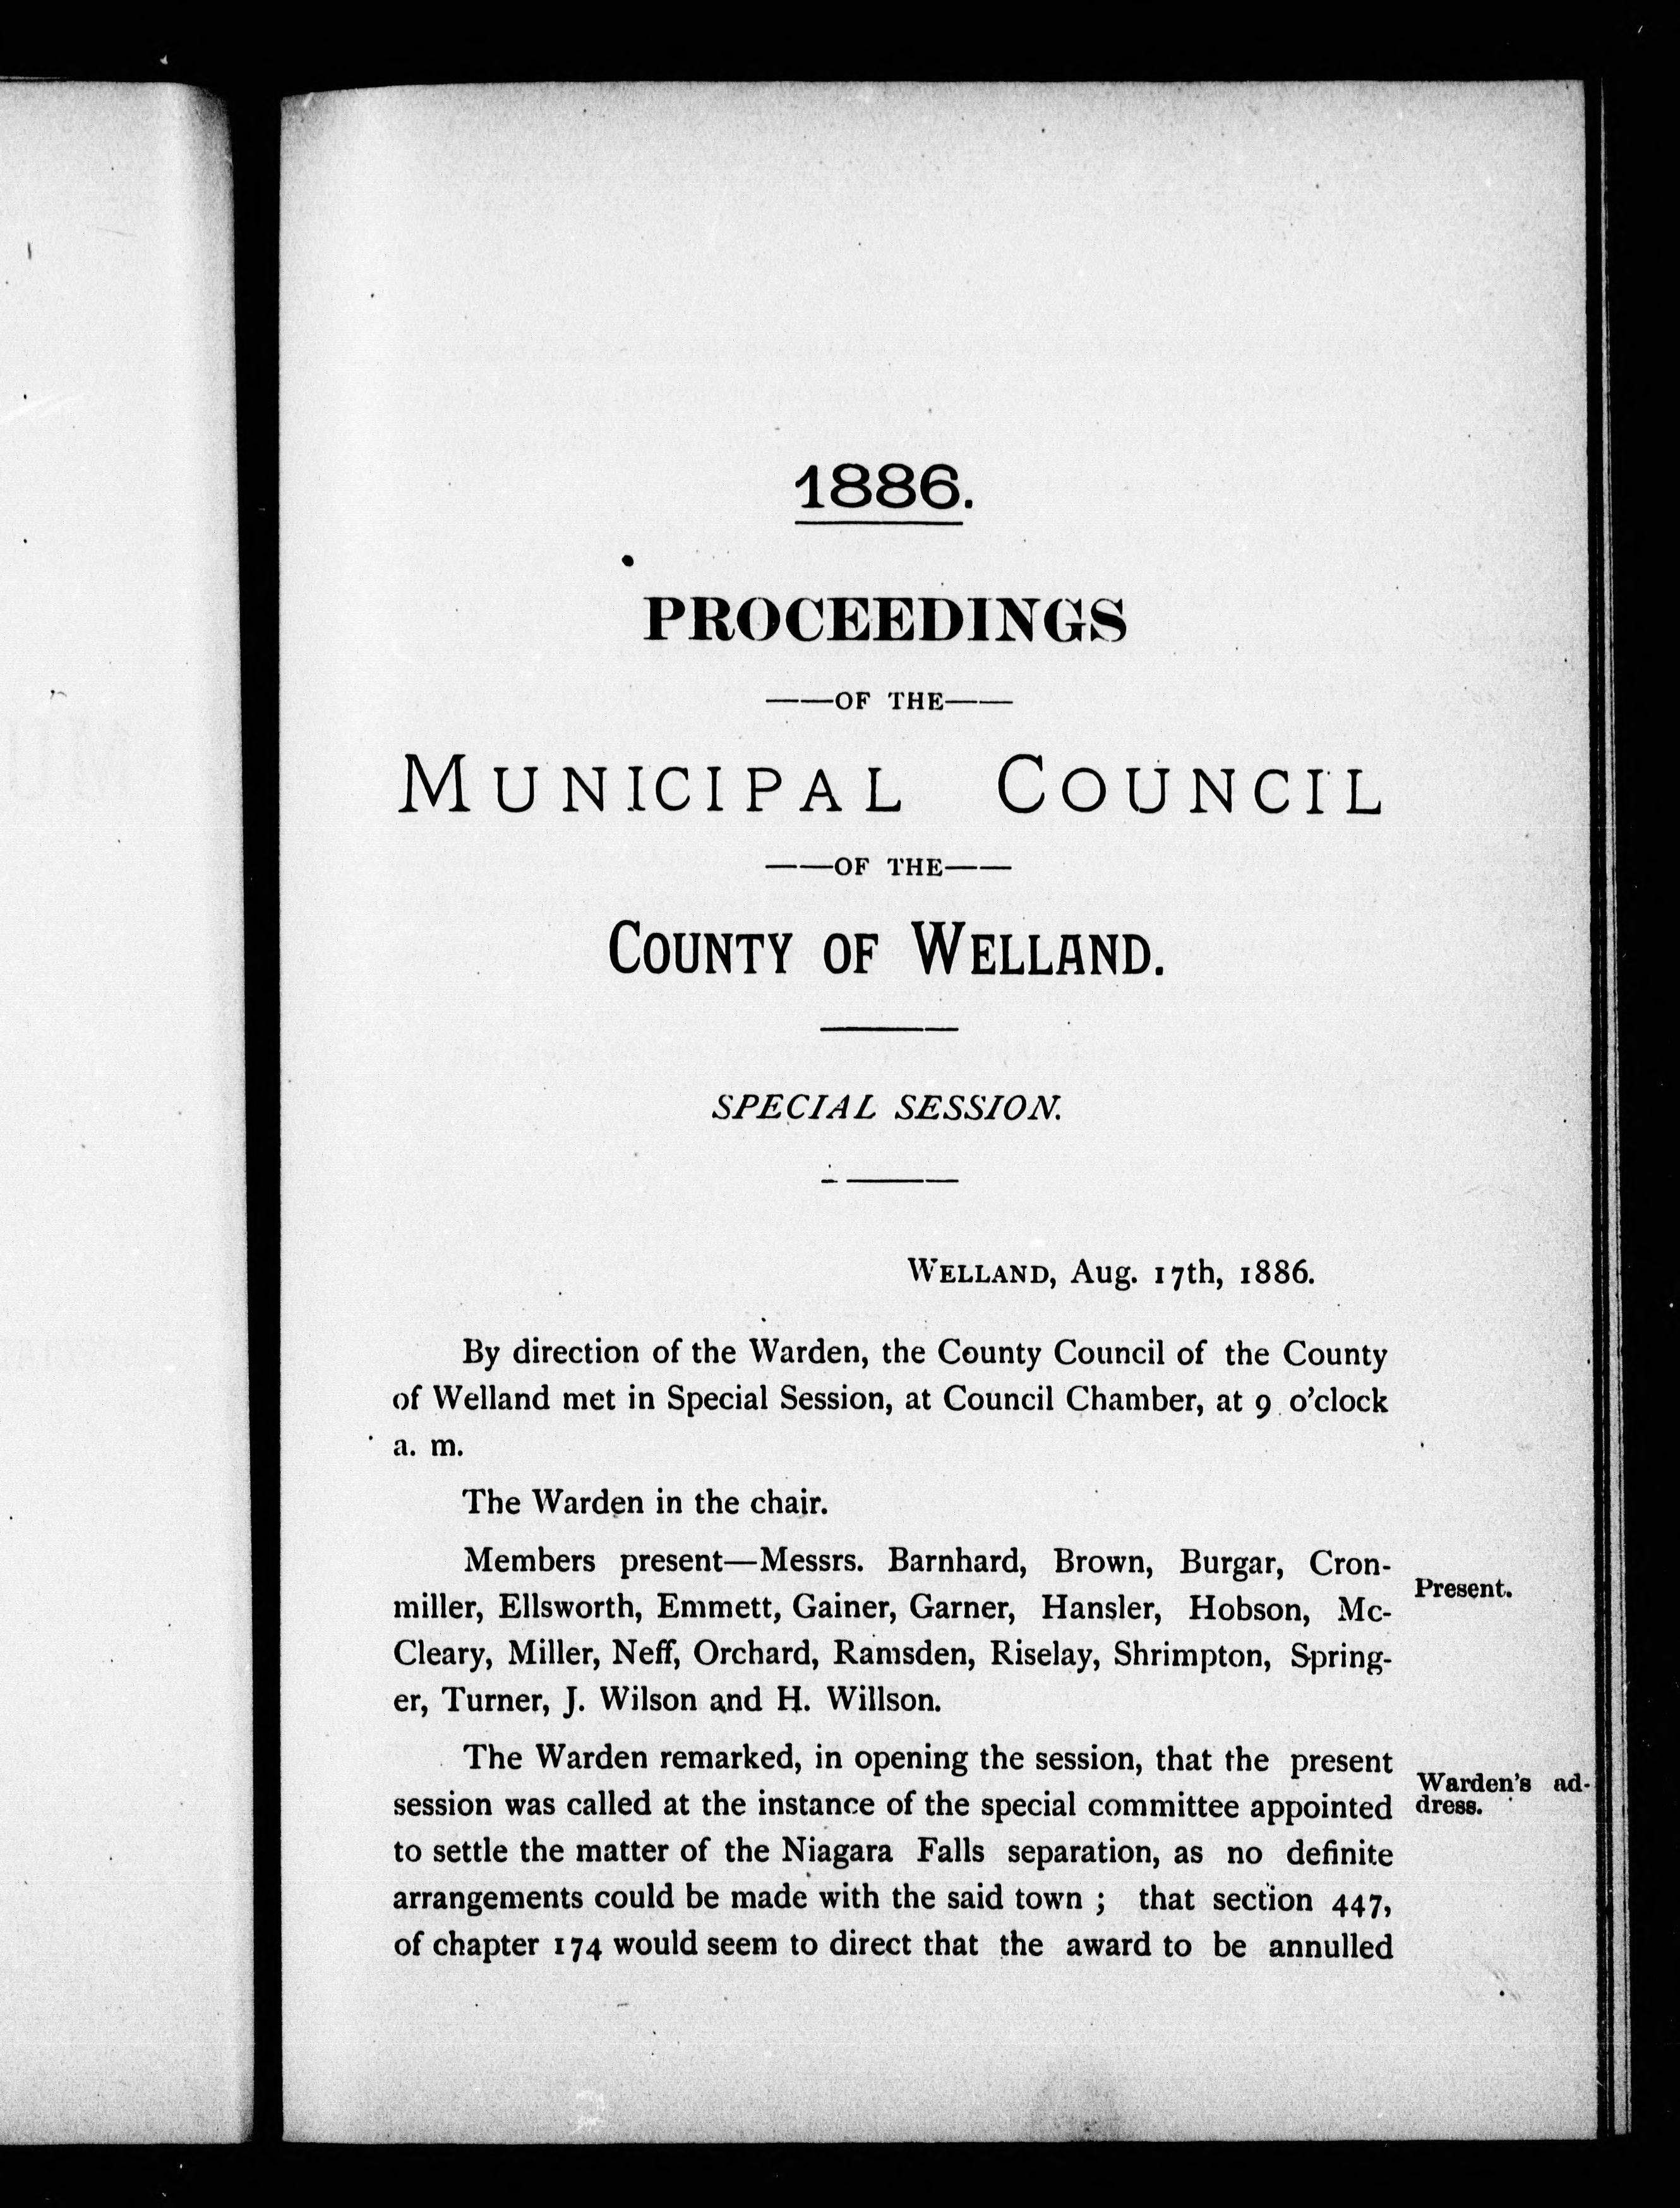 1886.
PROCEEDINGS
——OF THE——
MUNICIPAL COUNCIL
——OF THE——
COUNTY OF WELLAND.
SPECIAL SESSION.
WELLAND, Aug. 17th, 1886.
By direction of the Warden, the County Council of the County
of Welland met in Special Session, at Council Chamber, at 9 o'clock
a. m.
The Warden in the chair.
Members present—Messrs. Barnhard, Brown, Burgar, Cron-
miller, Ellsworth, Emmett, Gainer, Garner, Hansler, Hobson, Mc-
Cleary, Miller, Neff, Orchard, Ramsden, Riselay, Shrimpton, Spring-
er, Turner, J. Wilson and H. Willson.
Present.
The Warden remarked, in opening the session, that the present
session was called at the instance of the special committee appointed
to settle the matter of the Niagara Falls separation, as no definite
arrangements could be made with the said town ; that section 447,
of chapter 174 would seem to direct that the award to be annulled
Warden's ad-
dress.